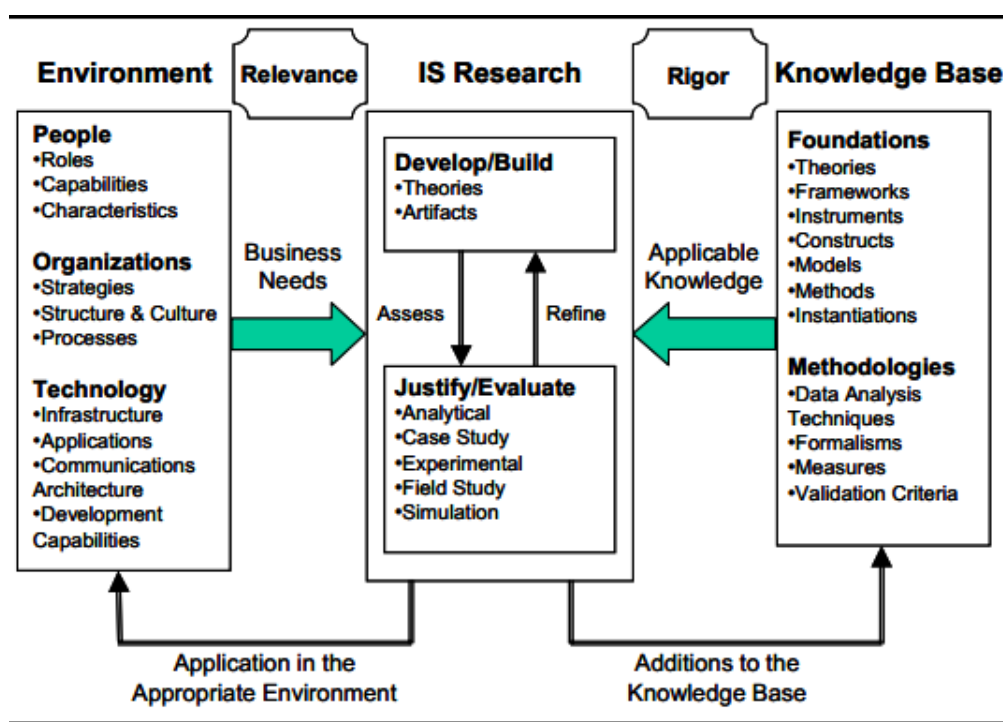 Environment
Relevance
IS Research
Rigor
Knowledge Base
People
•Roles
•Capabilities
•Characteristics
Organizations
•Strategies
•Structure & Culture
•Processes
Technology
•Infrastructure
•Applications
•Communications
Architecture
•Development
Capabilities
Business
Needs
Develop/Build
•Theories
•Artifacts
Assess
Refine
Justify/Evaluate
•Analytical
•Case Study
•Experimental
•Field Study
•Simulation
Applicable
Knowledge
Foundations
•Theories
•Frameworks
•Instruments
•Constructs
•Models
•Methods
•Instantiations
Methodologies
•Data Analysis
Techniques
•Formalisms
•Measures
•Validation Criteria
Application in the
Appropriate Environment
Additions to the
Knowledge Base